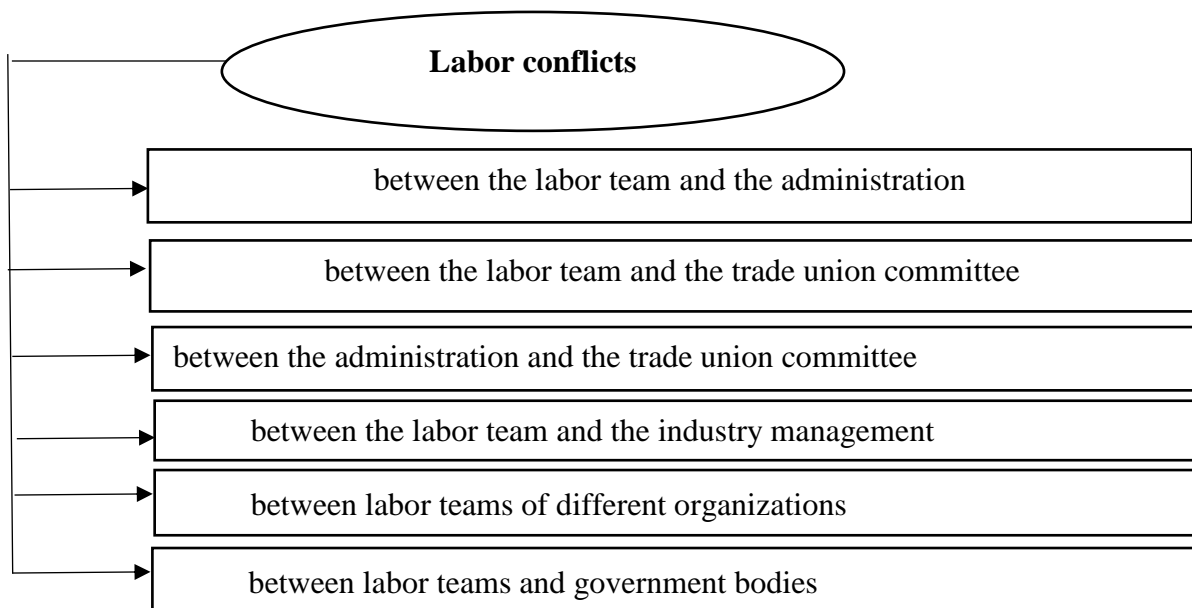 Labor conflicts
between the labor team and the administration
between the labor team and the trade union committee
between the administration and the trade union committee
between the labor team and the industry management
between labor teams of different organizations
between labor teams and government bodies